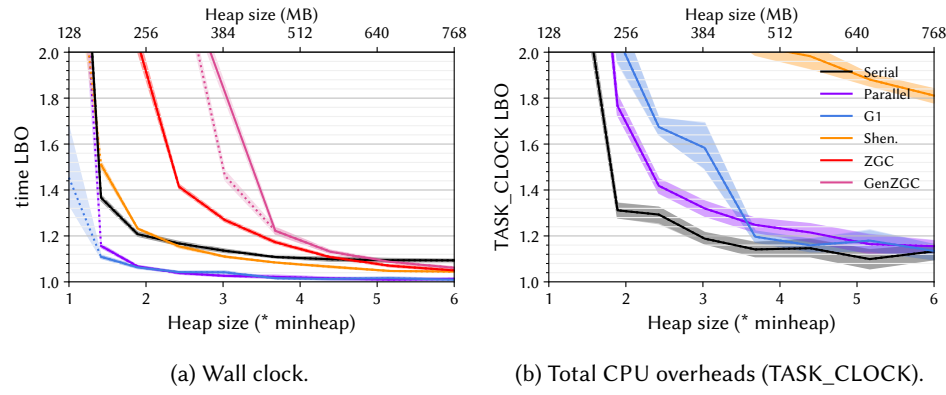 Heap size (MB)
128 256 384 512 640 768
2.0
1.8
1.6
1.4
1.2
1.0
time LBO
1 2 3 4 5 6
Heap size (* minheap)
(a) Wall clock.
Heap size (MB)
128 256 384 512 640 768
2.0
1.8
1.6
1.4
1.2
1.0
TASK_CLOCK LBO
Serial
Parallel
G1
Shen.
ZGC
GenZGC
1 2 3 4 5 6
Heap size (* minheap)
(b) Total CPU overheads (TASK_CLOCK).